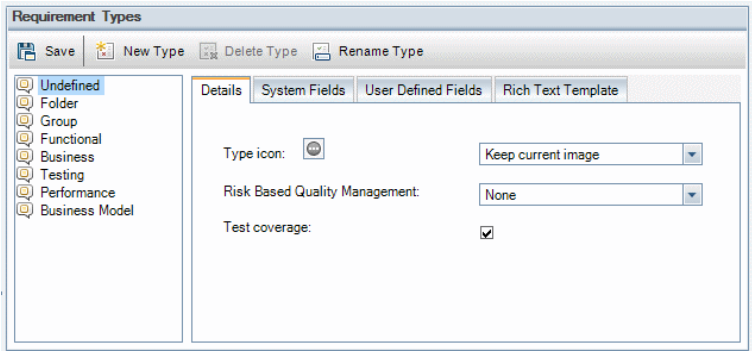 Requirement Types
Save New Type Delete Type Rename Type
Undefined
Folder
Group
Functional
Business
Testing
Performance
Business Model
Details System Fields User Defined Fields Rich Text Template
Type icon: Keep current image
Risk Based Quality Management: None
Test coverage: